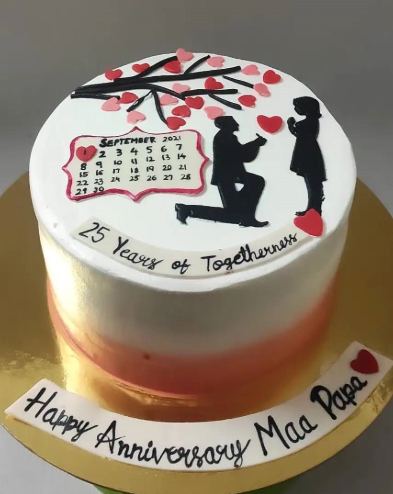 SEPTEMBER 2021
1 2 3 4 5 6 7
8 9 10 11 12 13 14
15 16 17 18 19 20 21
22 23 24 25 26 27 28
29 30
25 Years of Togetherness
Happy Anniversary Maa Papa